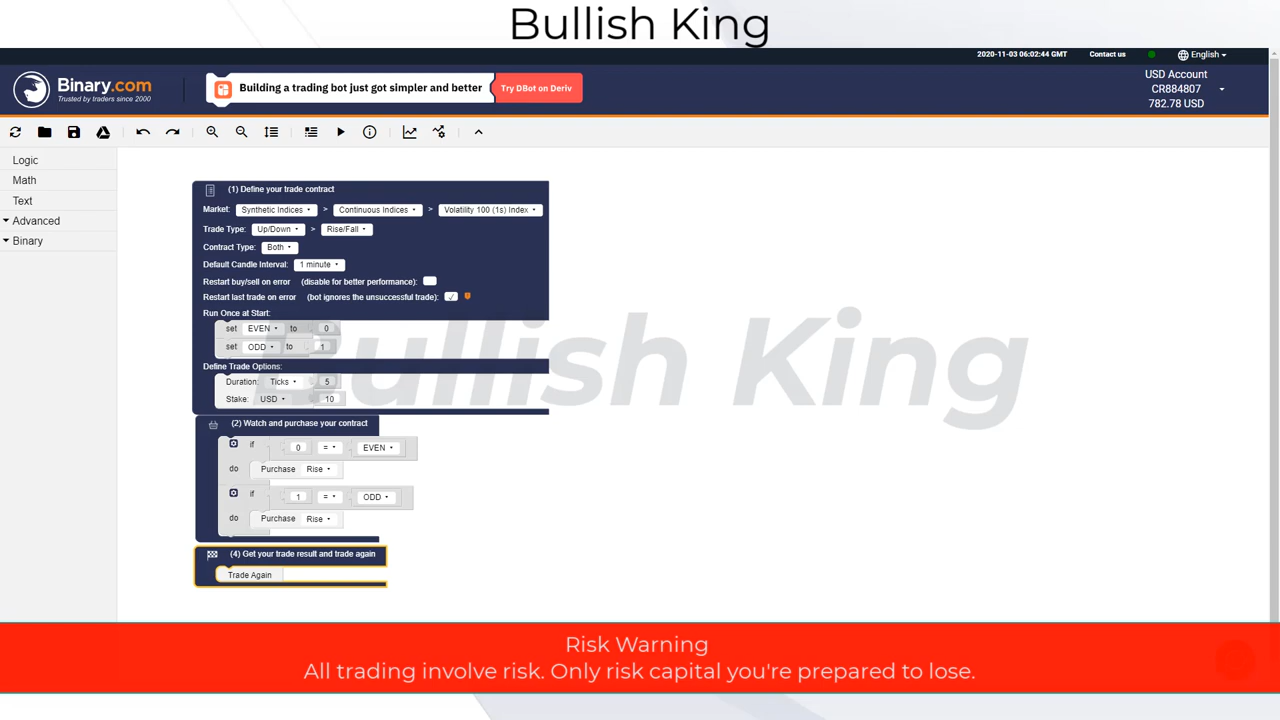 Bullish King
2020-11-03 06:02:44 GMT Contact us English
Binary.com
Trusted by traders since 2000
Building a trading bot just got simpler and better Try DBot on Deriv
USD Account
CR884807
782.78 USD
Logic
Math
Text
Advanced
Binary
(1) Define your trade contract
Market: Synthetic Indices > Continuous Indices > Volatility 100 (1s) Index
Trade Type: Up/Down > Rise/Fall
Contract Type: Both
Default Candle Interval: 1 minute
Restart buy/sell on error (disable for better performance):
Restart last trade on error (bot ignores the unsuccessful trade):
Run Once at Start:
set EVEN to 0
set ODD to 1
Define Trade Options:
Duration: Ticks 5
Stake: USD 10
Bullish King
(2) Watch and purchase your contract
if 0 = EVEN
do Purchase Rise
if 1 = ODD
do Purchase Rise
(4) Get your trade result and trade again
Trade Again
Risk Warning
All trading involve risk. Only risk capital you're prepared to lose.